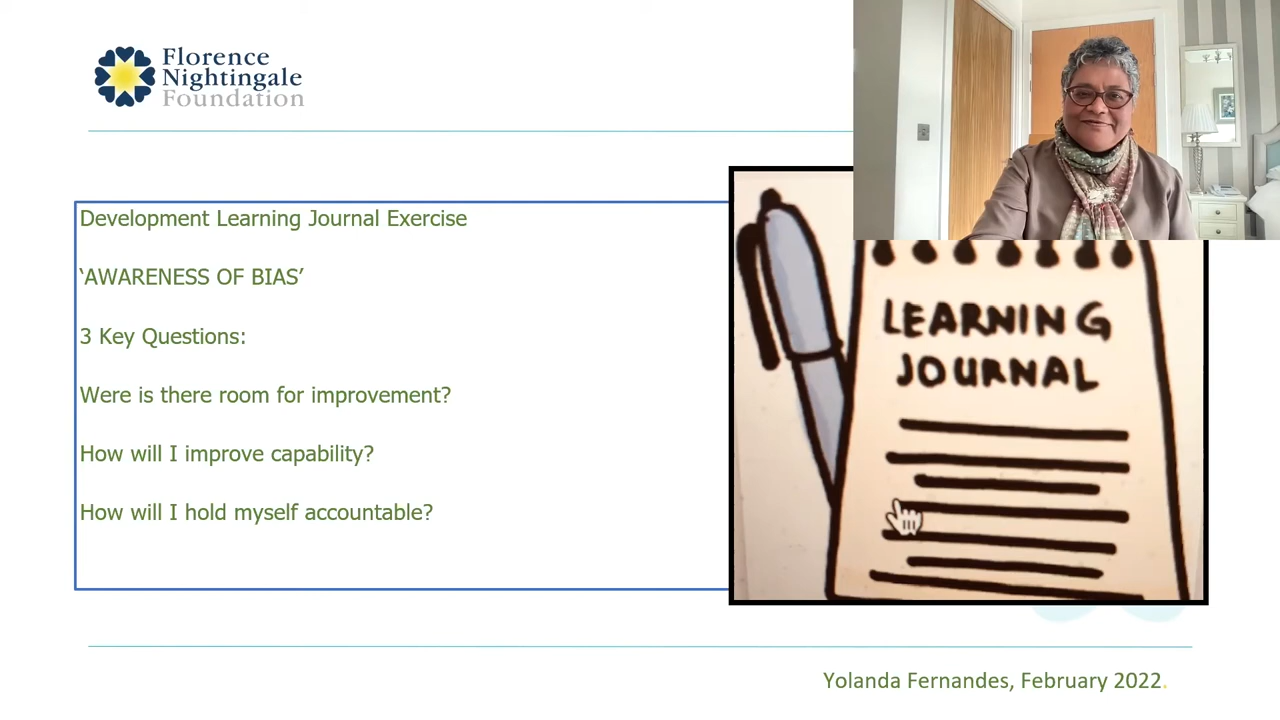 Florence
Nightingale
Foundation
Development Learning Journal Exercise
‘AWARENESS OF BIAS’
3 Key Questions:
Were is there room for improvement?
How will I improve capability?
How will I hold myself accountable?
LEARNING
JOURNAL
Yolanda Fernandes, February 2022.